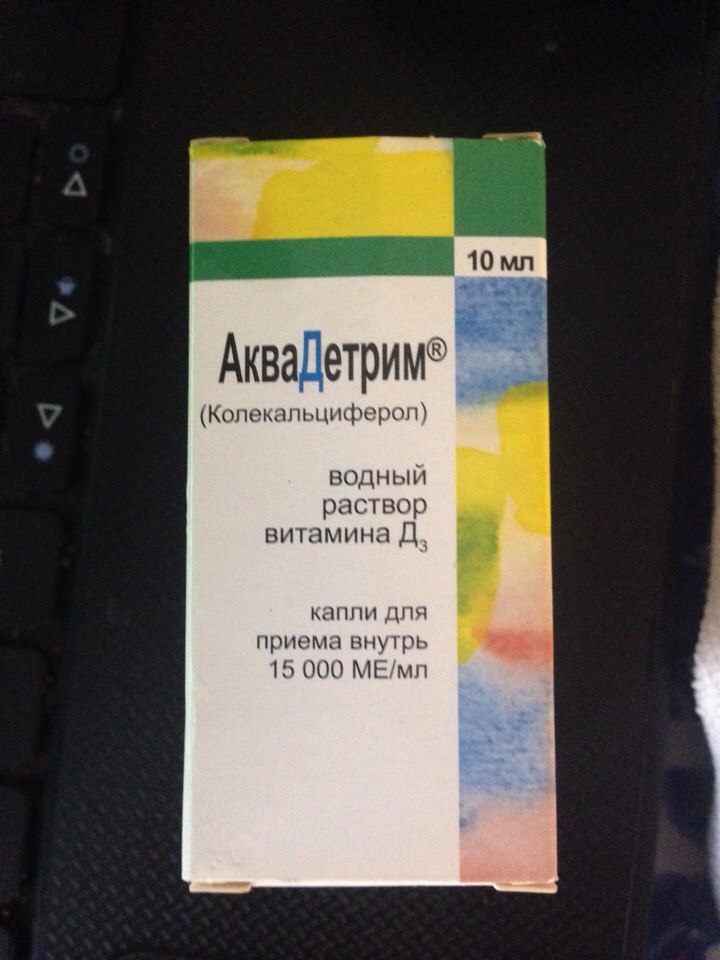 10 мл
АкваДетрим®
(Колекальциферол)
водный
раствор
витамина Д₃
капли для
приема внутрь
15 000 МЕ/мл